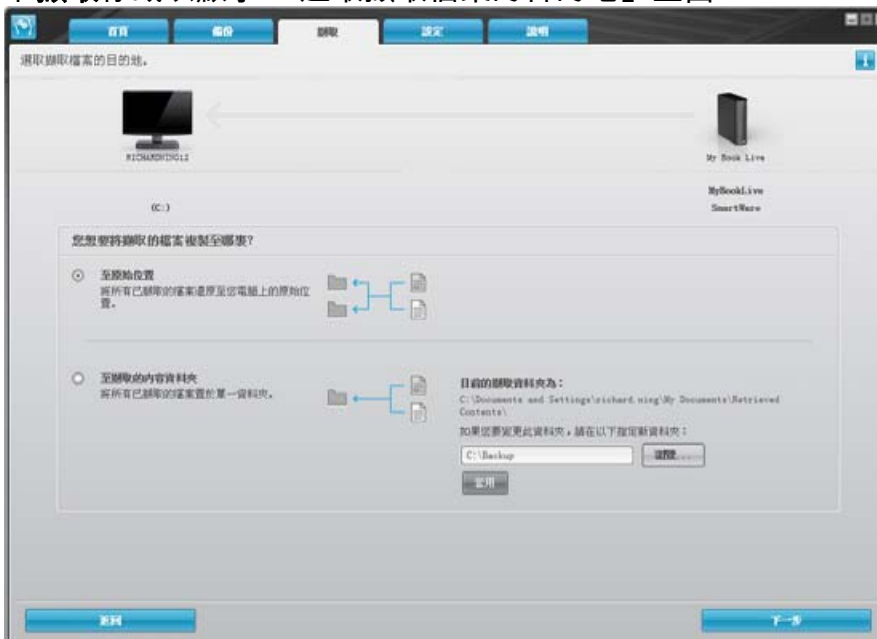 首頁 備份 擷取 設定 說明
選取擷取檔案的目的地。
My Book Live
(C:)
MyBookLive
SmartWare
您想要將擷取的檔案複製至哪裏?
至原始位置
將所有已擷取的檔案還原至您電腦上的原始位
置。
至擷取的內容資料夾
將所有已擷取的檔案置於單一資料夾。
目前的擷取資料夾為：
C:\Documents and Settings\richard.ning\My Documents\Retrieved
Contents\
如果您要變更此資料夾，請在以下指定新資料夾：
C:\Backup
瀏覽...
套用
返回
下一步